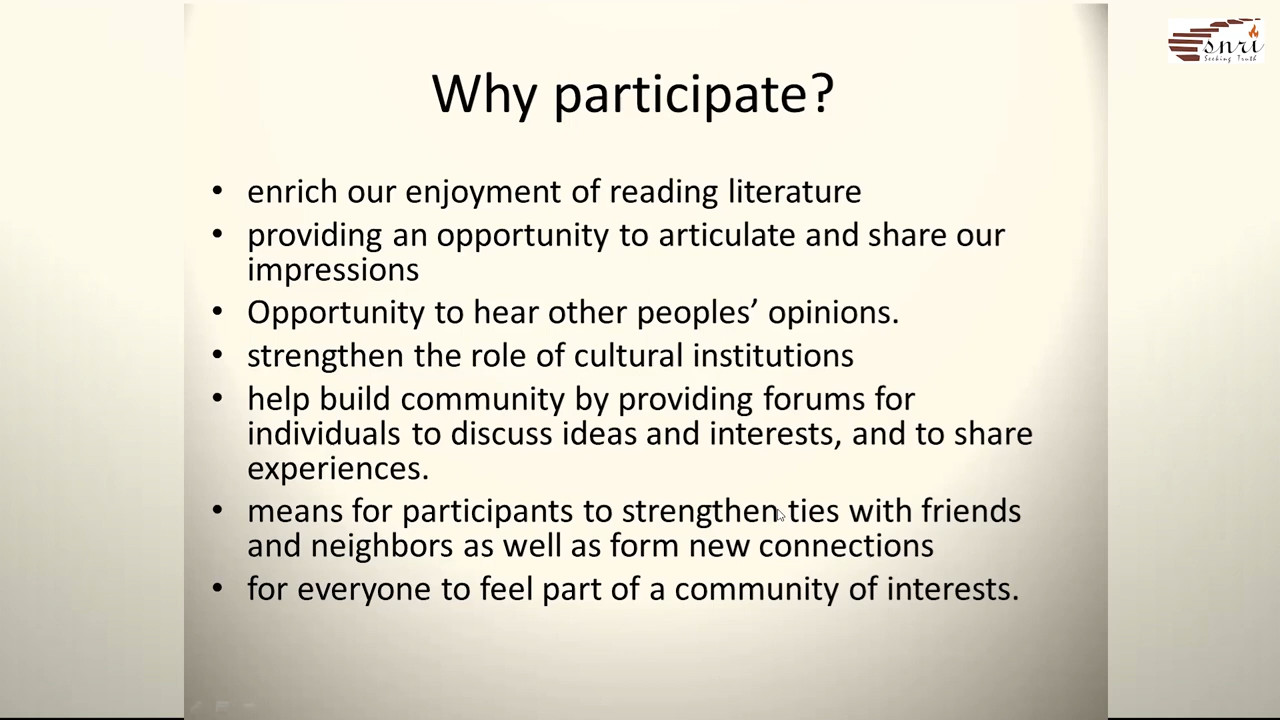 snri
Seeking Truth
Why participate?
• enrich our enjoyment of reading literature
• providing an opportunity to articulate and share our
impressions
• Opportunity to hear other peoples’ opinions.
• strengthen the role of cultural institutions
• help build community by providing forums for
individuals to discuss ideas and interests, and to share
experiences.
• means for participants to strengthen ties with friends
and neighbors as well as form new connections
• for everyone to feel part of a community of interests.